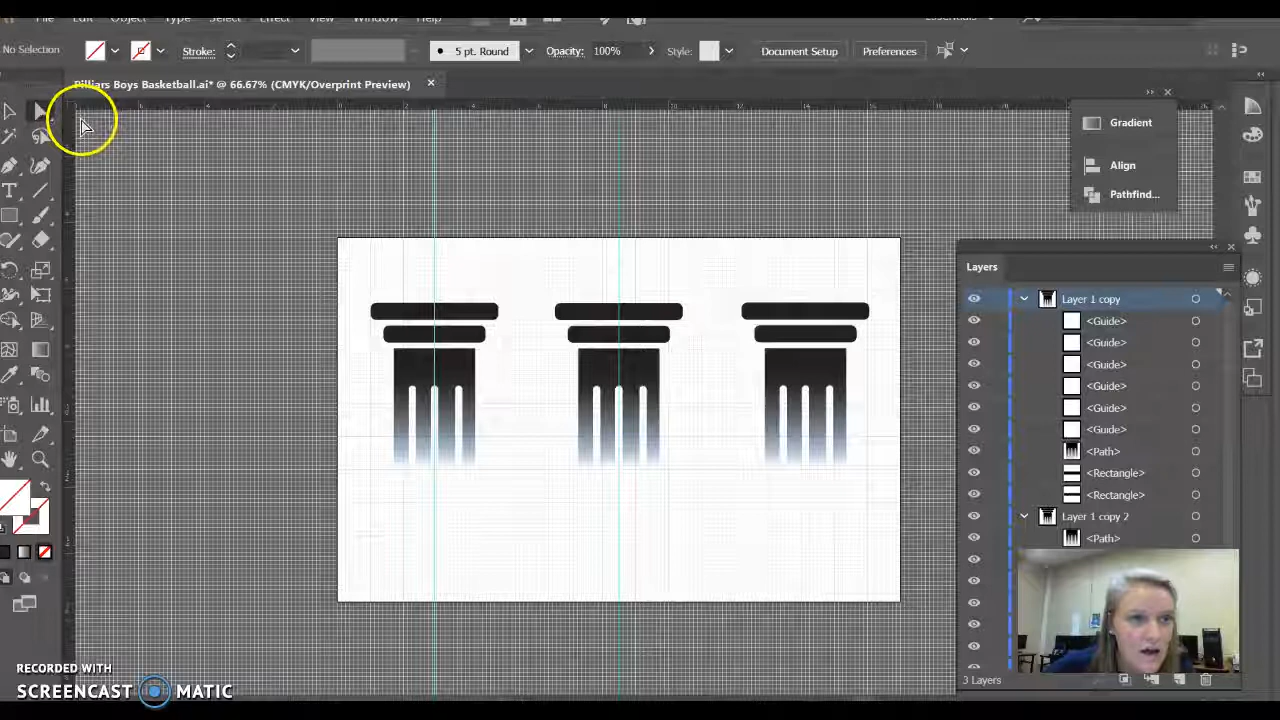 File Edit Object Type Select Effect View Window Help
Essentials
No Selection Stroke: 5 pt. Round Opacity: 100% Style: Document Setup Preferences
Pilliars Boys Basketball.ai* @ 66.67% (CMYK/Overprint Preview)
Gradient
Align
Pathfind...
Layers
Layer 1 copy
<Guide>
<Guide>
<Guide>
<Guide>
<Guide>
<Guide>
<Path>
<Rectangle>
<Rectangle>
Layer 1 copy 2
<Path>
3 Layers
RECORDED WITH
SCREENCAST MATIC